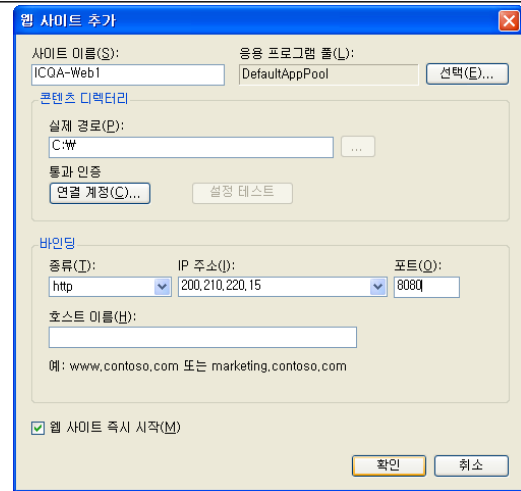 웹 사이트 추가
사이트 이름(S): 응용 프로그램 풀(L):
ICQA-Web1 DefaultAppPool 선택(E)...
콘텐츠 디렉터리
실제 경로(P):
C:₩ ...
통과 인증
연결 계정(C)... 설정 테스트
바인딩
종류(T): IP 주소(I): 포트(O):
http 200,210,220,15 8080
호스트 이름(H):
예: www.contoso.com 또는 marketing.contoso.com
웹 사이트 즉시 시작(M)
확인 취소